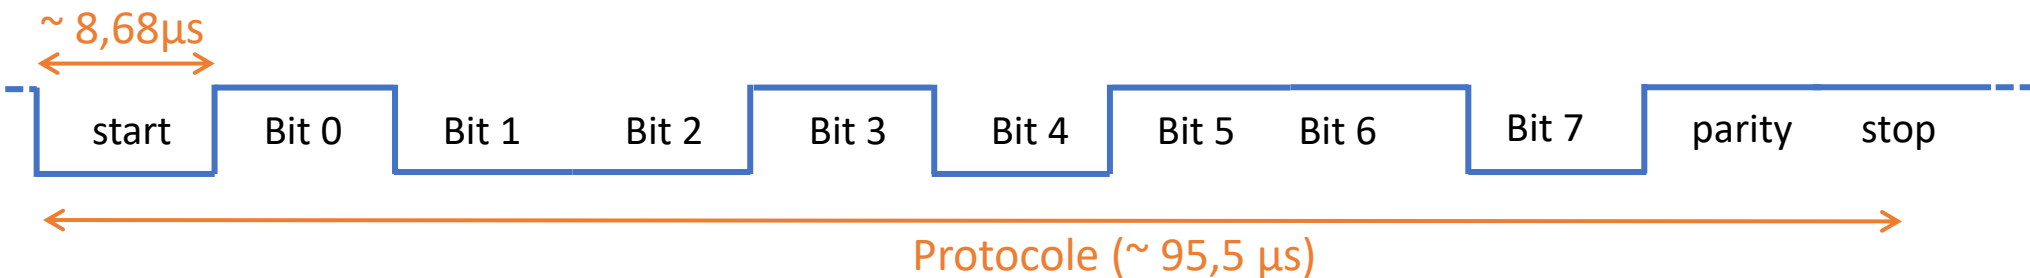 ~ 8,68µs
start Bit 0 Bit 1 Bit 2 Bit 3 Bit 4 Bit 5 Bit 6 Bit 7 parity stop
Protocole (~ 95,5 µs)